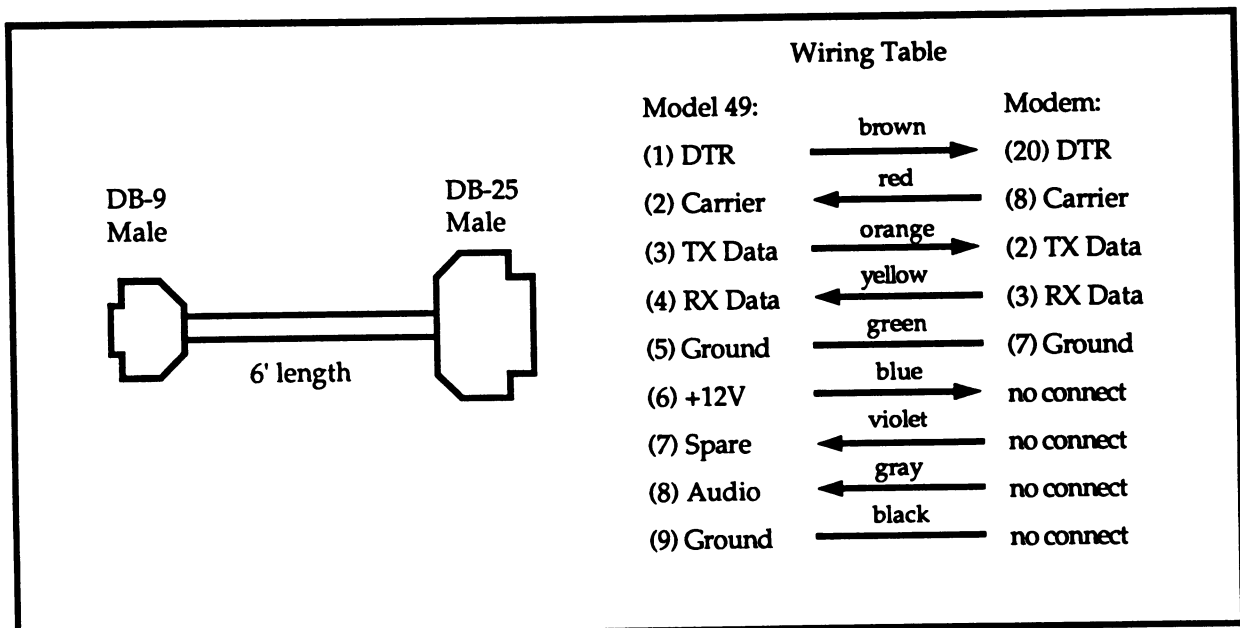 Wiring Table
DB-9
Male
DB-25
Male
6' length
Model 49:
Modem:
(1) DTR brown (20) DTR
(2) Carrier red (8) Carrier
(3) TX Data orange (2) TX Data
(4) RX Data yellow (3) RX Data
(5) Ground green (7) Ground
(6) +12V blue no connect
(7) Spare violet no connect
(8) Audio gray no connect
(9) Ground black no connect